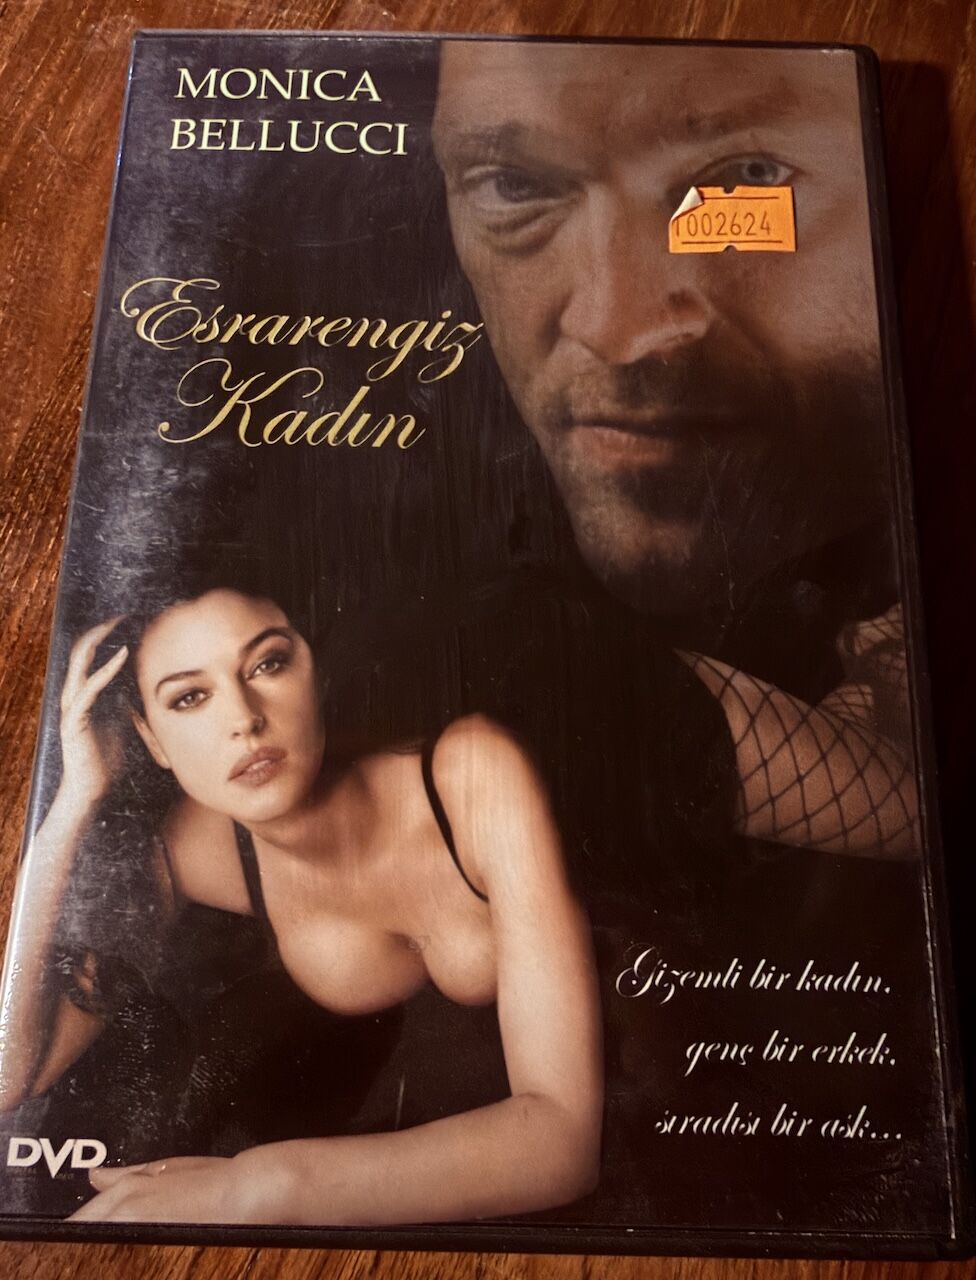 MONICA
BELLUCCI
1002624
Esrarengiz
Kadın
Gizemli bir kadın.
genç bir erkek.
sıradışı bir aşk...
DVD